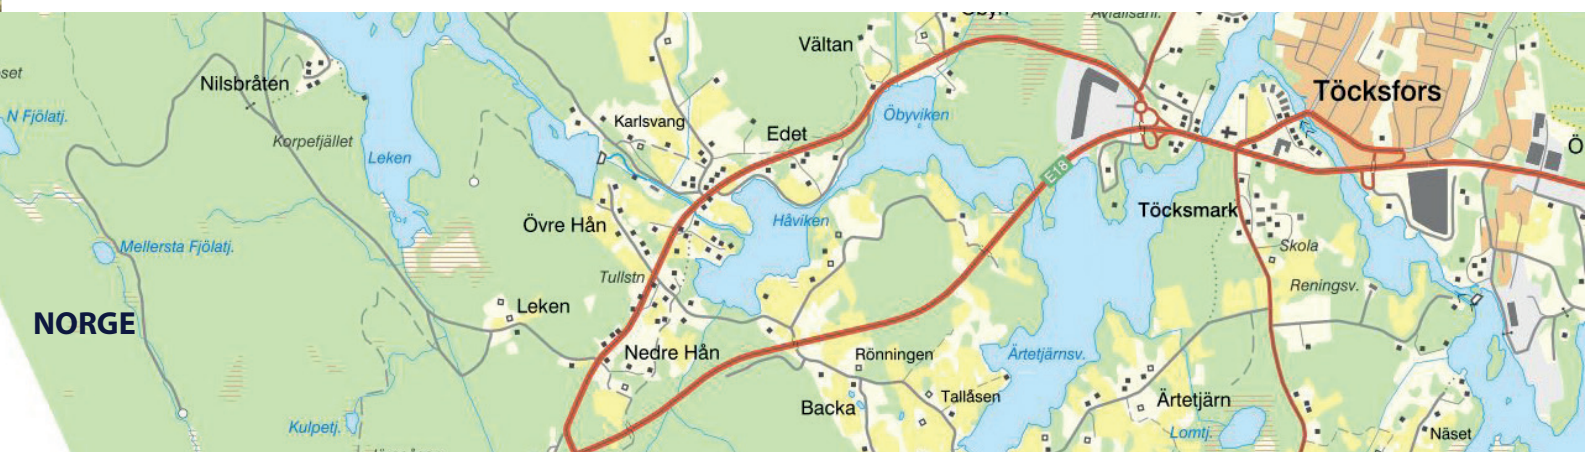 Vältan
Nilsbråten
Töcksfors
N Fjölatj.
Öbyviken
Karlsvang
Edet
Korpefjället
Leken
E18
Töcksmark
Övre Hån
Håviken
Mellersta Fjölatj.
Skola
Tullstn
Reningsv.
Leken
NORGE
Nedre Hån
Rönningen
Ärtetjärnsv.
Tallåsen
Backa
Ärtetjärn
Kulpetj.
Lomtj.
Näset